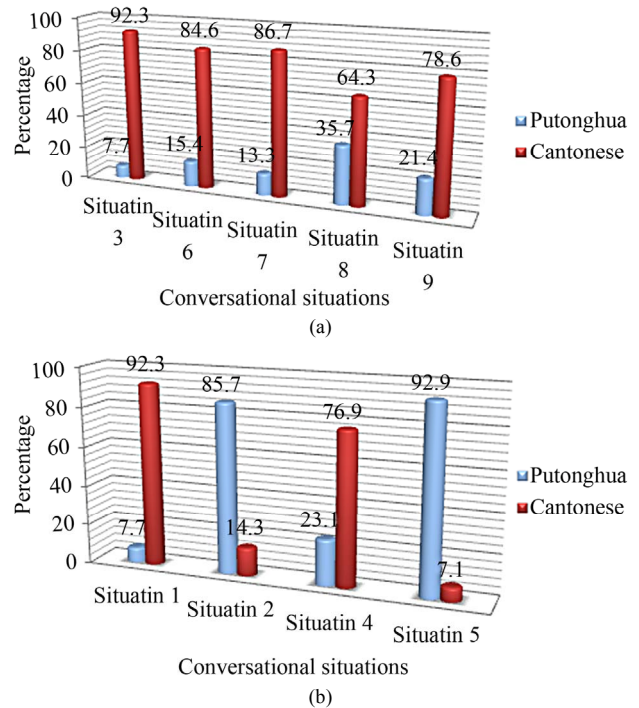 100
80
60
40
20
0
Percentage
92.3
84.6
86.7
64.3
78.6
7.7
15.4
13.3
35.7
21.4
Putonghua
Cantonese
Situatin
3
Situatin
6
Situatin
7
Situatin
8
Situatin
9
Conversational situations
(a)
100
80
60
40
20
0
Percentage
92.3
85.7
76.9
92.9
7.7
14.3
23.1
7.1
Putonghua
Cantonese
Situatin 1
Situatin 2
Situatin 4
Situatin 5
Conversational situations
(b)